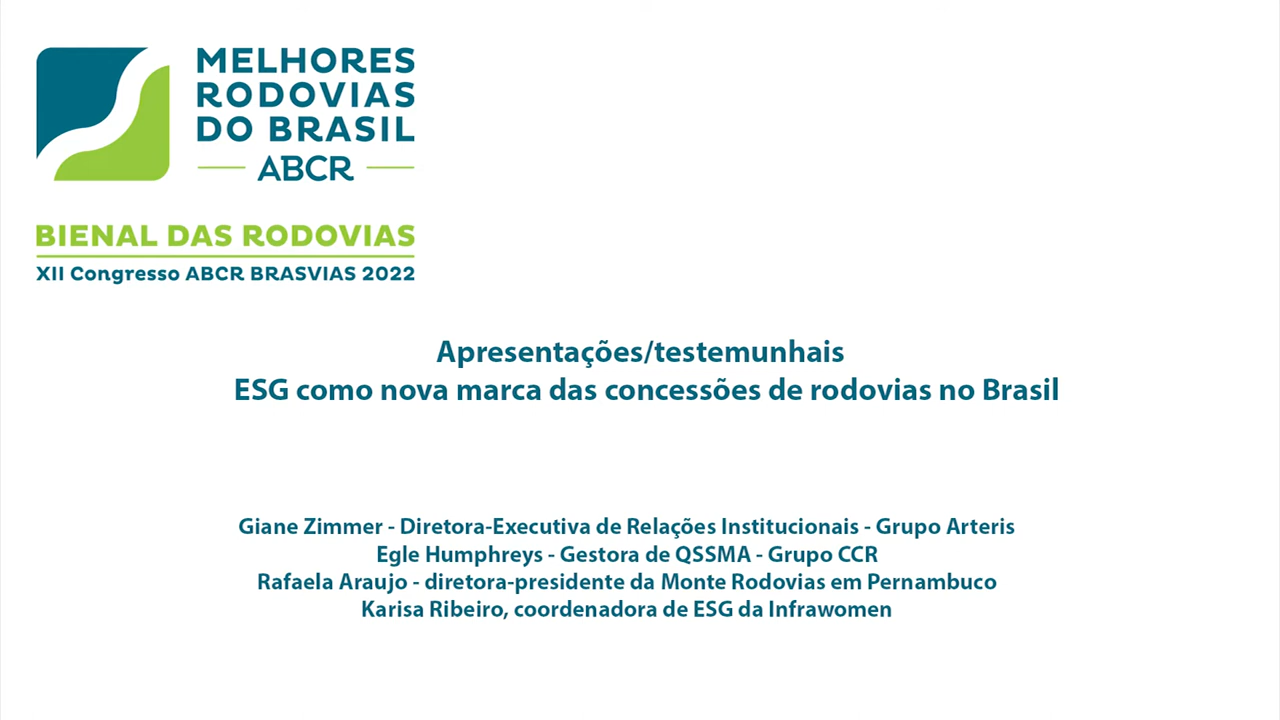 MELHORES
RODOVIAS
DO BRASIL
ABCR
BIENAL DAS RODOVIAS
XII Congresso ABCR BRASVIAS 2022
Apresentações/testemunhais
ESG como nova marca das concessões de rodovias no Brasil
Giane Zimmer - Diretora-Executiva de Relações Institucionais - Grupo Arteris
Egle Humphreys - Gestora de QSSMA - Grupo CCR
Rafaela Araujo - diretora-presidente da Monte Rodovias em Pernambuco
Karisa Ribeiro, coordenadora de ESG da Infrawomen